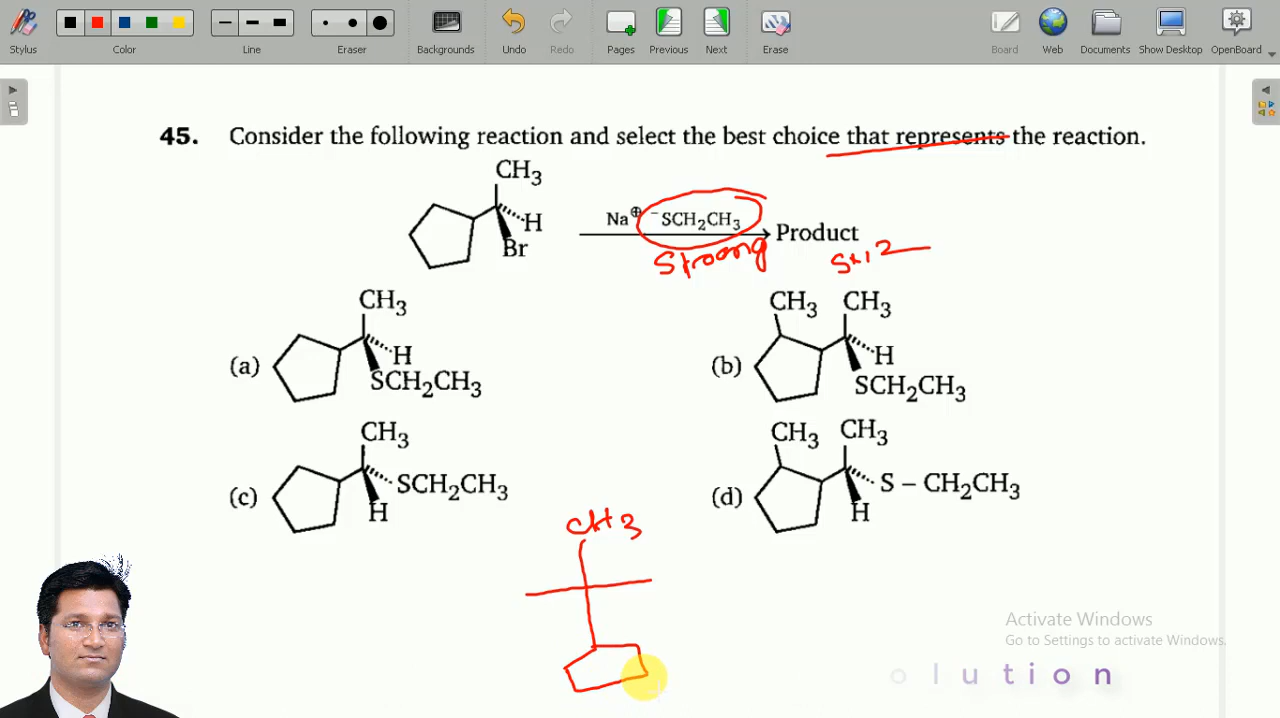 Stylus Color Line Eraser Backgrounds Undo Redo Pages Previous Next Erase Board Web Documents Show Desktop OpenBoard
45. Consider the following reaction and select the best choice that represents the reaction.
CH₃
H
Br
Na⊕ ⁻SCH₂CH₃
Product
Strong
SN2
(a)
CH₃
H
SCH₂CH₃
(b)
CH₃ CH₃
H
SCH₂CH₃
(c)
CH₃
SCH₂CH₃
H
(d)
CH₃ CH₃
S – CH₂CH₃
H
CH3
Activate Windows
Go to Settings to activate Windows.
olution